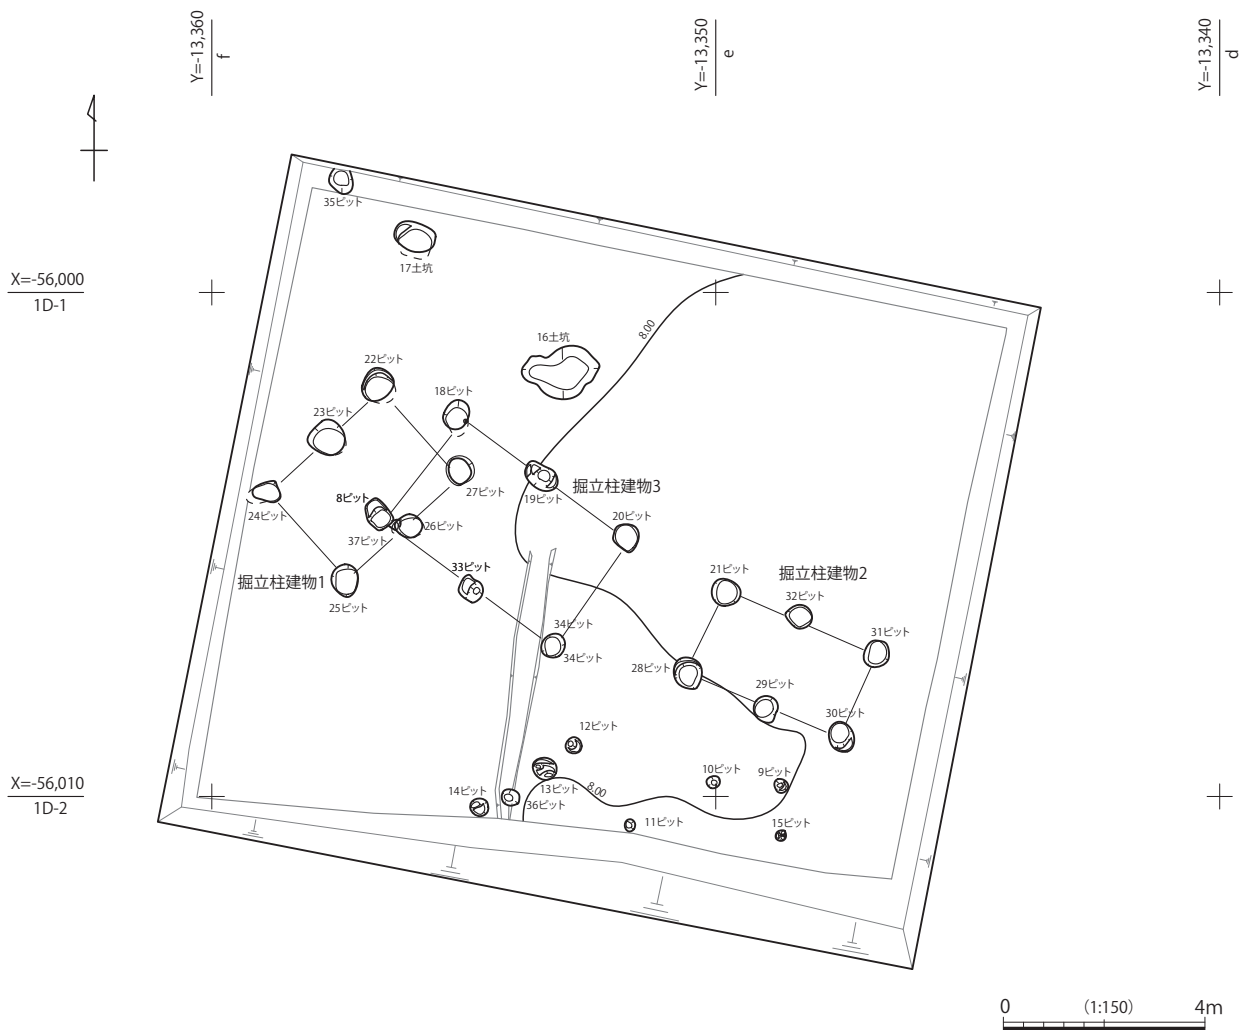 Y=-13,360
f
Y=-13,350
e
Y=-13,340
d
35ピット
17土坑
X=-56,000
1D-1
8.00
16土坑
22ピット
18ピット
23ピット
掘立柱建物3
27ピット
19ピット
8ピット
24ピット
20ピット
26ピット
37ピット
33ピット
21ピット
掘立柱建物2
掘立柱建物1
32ピット
25ピット
34ピット
31ピット
34ピット
28ピット
29ピット
30ピット
12ピット
10ピット
9ピット
X=-56,010
1D-2
14ピット
13ピット
8.00
36ピット
11ピット
15ピット
0 (1:150) 4m